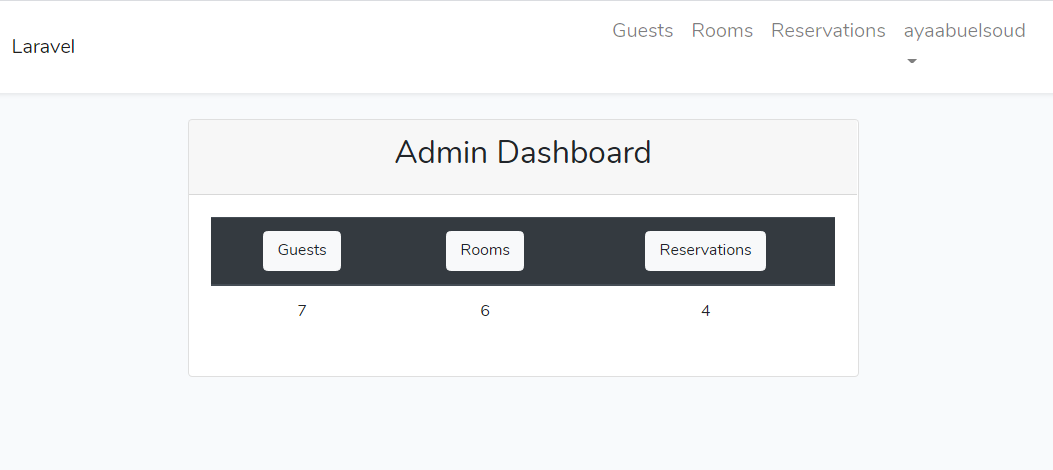 Laravel
Guests Rooms Reservations ayaabuelsoud
Admin Dashboard
Guests Rooms Reservations
7 6 4